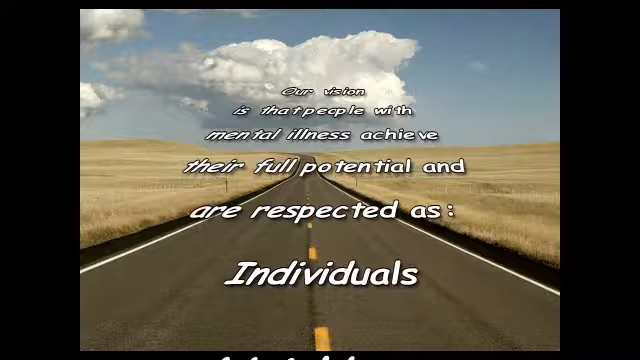 Our vision
is that people with
mental illness achieve
their full potential and
are respected as:
Individuals